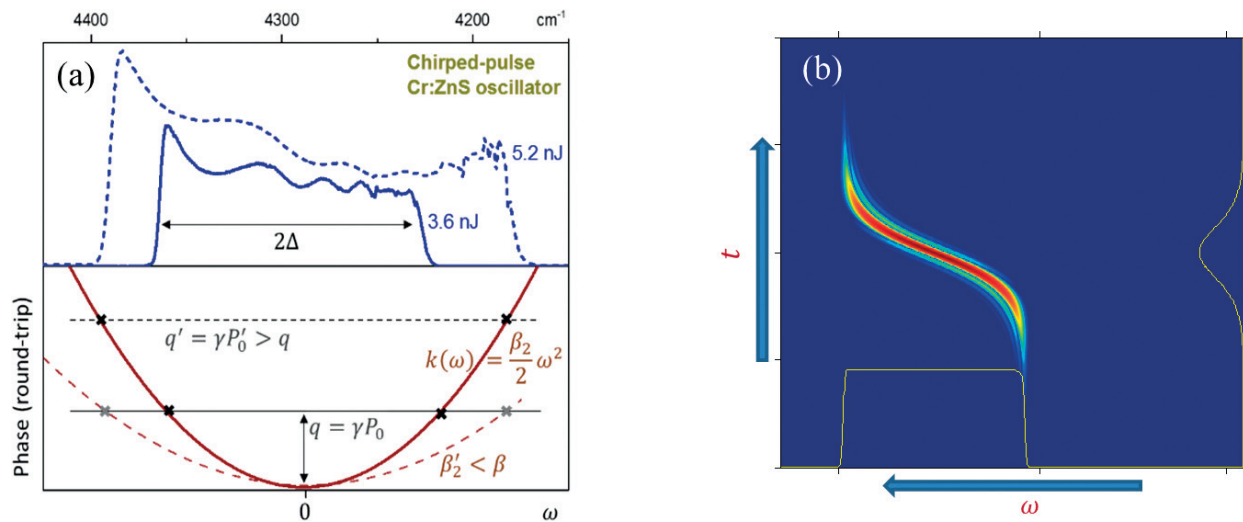 4400
4300
4200
cm⁻¹
(a)
Chirped-pulse
Cr:ZnS oscillator
5.2 nJ
3.6 nJ
2Δ
q′ = γP′₀ > q
k(ω) = β₂/2 ω²
q = γP₀
β′₂ < β
Phase (round-trip)
0
ω
(b)
t
ω